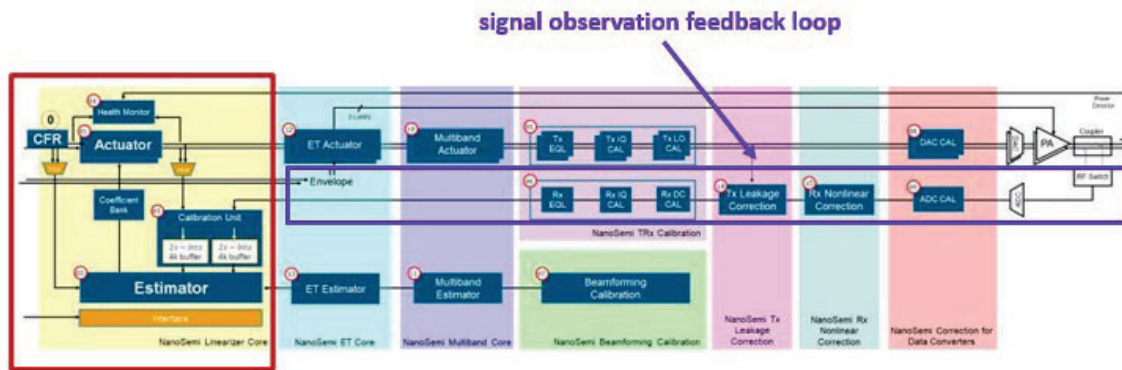 signal observation feedback loop
Health Monitor
0
CFR
Actuator
ET Actuator
Multiband Actuator
Tx EQL
Tx IQ CAL
Tx LO CAL
DAC CAL
PA
Coupler
Envelope
RF Switch
Coefficient Bank
Calibration Unit
4k buffer
4k buffer
Rx EQL
Rx IQ CAL
Rx DC CAL
Tx Leakage Correction
Rx Nonlinear Correction
ADC CAL
NanoSemi TRx Calibration
Estimator
ET Estimator
Multiband Estimator
Beamforming Calibration
Interface
NanoSemi Linearizer Core
NanoSemi ET Core
NanoSemi Multiband Core
NanoSemi Beamforming Calibration
NanoSemi Tx
Leakage
Correction
NanoSemi Rx
Nonlinear
Correction
NanoSemi Correction for
Data Converters